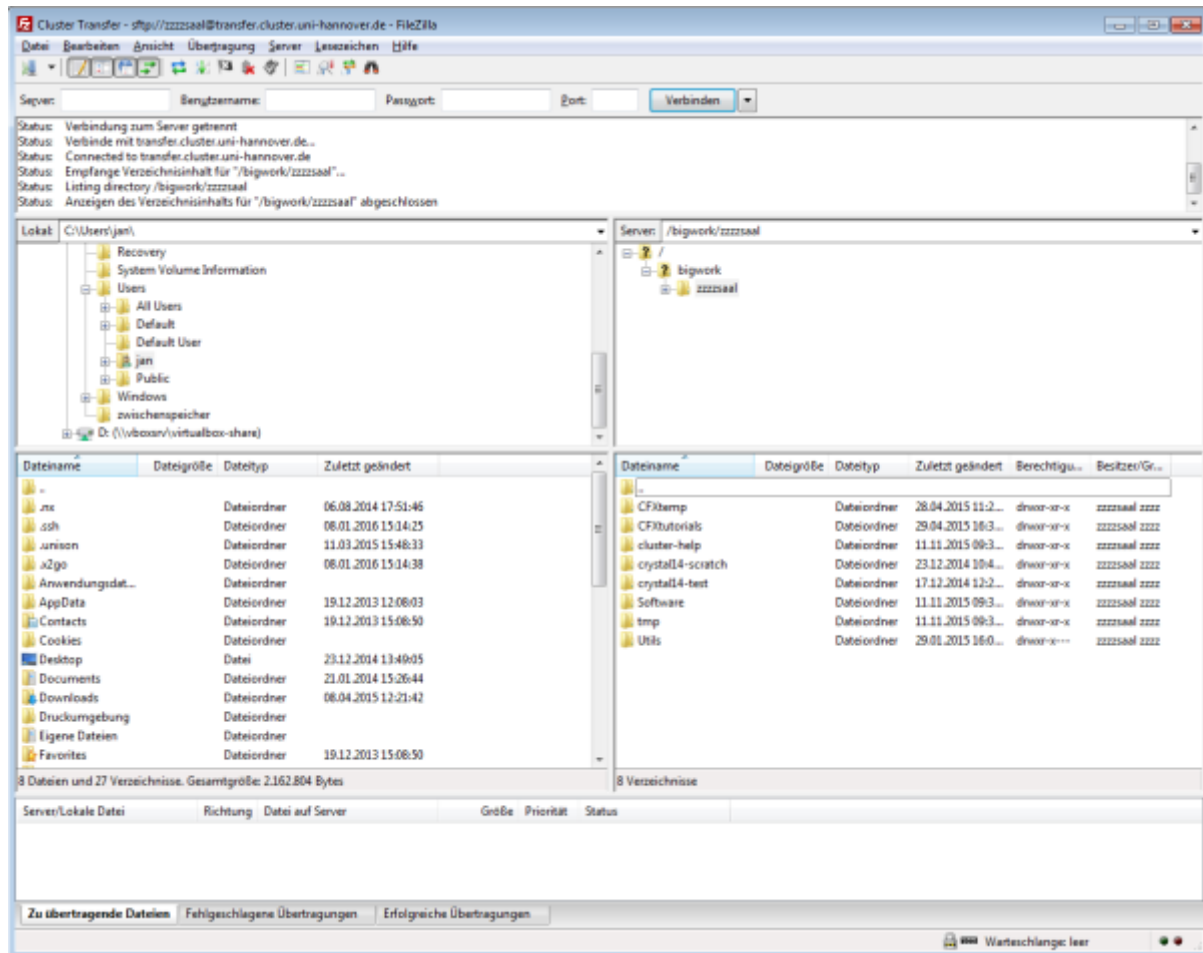 Cluster Transfer - sftp://zzzzsaal@transfer.cluster.uni-hannover.de - FileZilla
Datei Bearbeiten Ansicht Übertragung Server Lesezeichen Hilfe
Server: Benutzername: Passwort: Port: Verbinden
Status: Verbindung zum Server getrennt
Status: Verbinde mit transfer.cluster.uni-hannover.de...
Status: Connected to transfer.cluster.uni-hannover.de
Status: Empfange Verzeichnisinhalt für "/bigwork/zzzzsaal"...
Status: Listing directory /bigwork/zzzzsaal
Status: Anzeigen des Verzeichnisinhalts für "/bigwork/zzzzsaal" abgeschlossen
Lokal: C:\Users\jan\
Recovery
System Volume Information
Users
All Users
Default
Default User
jan
Public
Windows
zwischenspeicher
D: (\\vboxsrv\virtualbox-share)
Server: /bigwork/zzzzsaal
/
bigwork
zzzzsaal
Dateiname Dateigröße Dateityp Zuletzt geändert
..
.nx Dateiordner 06.08.2014 17:51:46
.ssh Dateiordner 08.01.2016 15:14:25
.unison Dateiordner 11.03.2015 15:48:33
.x2go Dateiordner 08.01.2016 15:14:38
Anwendungsdat... Dateiordner
AppData Dateiordner 19.12.2013 12:08:03
Contacts Dateiordner 19.12.2013 15:08:50
Cookies Dateiordner
Desktop Datei 23.12.2014 13:49:05
Documents Dateiordner 21.01.2014 15:26:44
Downloads Dateiordner 08.04.2015 12:21:42
Druckumgebung Dateiordner
Eigene Dateien Dateiordner
Favorites Dateiordner 19.12.2013 15:08:50
8 Dateien und 27 Verzeichnisse. Gesamtgröße: 2.162.804 Bytes
Dateiname Dateigröße Dateityp Zuletzt geändert Berechtigu... Besitzer/Gr...
..
CFXtemp Dateiordner 28.04.2015 11:2... drwxr-xr-x zzzzsaal zzzz
CFXtutorials Dateiordner 29.04.2015 16:3... drwxr-xr-x zzzzsaal zzzz
cluster-help Dateiordner 11.11.2015 09:3... drwxr-xr-x zzzzsaal zzzz
crystal14-scratch Dateiordner 23.12.2014 10:4... drwxr-xr-x zzzzsaal zzzz
crystal14-test Dateiordner 17.12.2014 12:2... drwxr-xr-x zzzzsaal zzzz
Software Dateiordner 11.11.2015 09:3... drwxr-xr-x zzzzsaal zzzz
tmp Dateiordner 11.11.2015 09:3... drwxr-xr-x zzzzsaal zzzz
Utils Dateiordner 29.01.2015 16:0... drwxr-x--- zzzzsaal zzzz
8 Verzeichnisse
Server/Lokale Datei Richtung Datei auf Server Größe Priorität Status
Zu übertragende Dateien Fehlgeschlagene Übertragungen Erfolgreiche Übertragungen
Warteschlange: leer